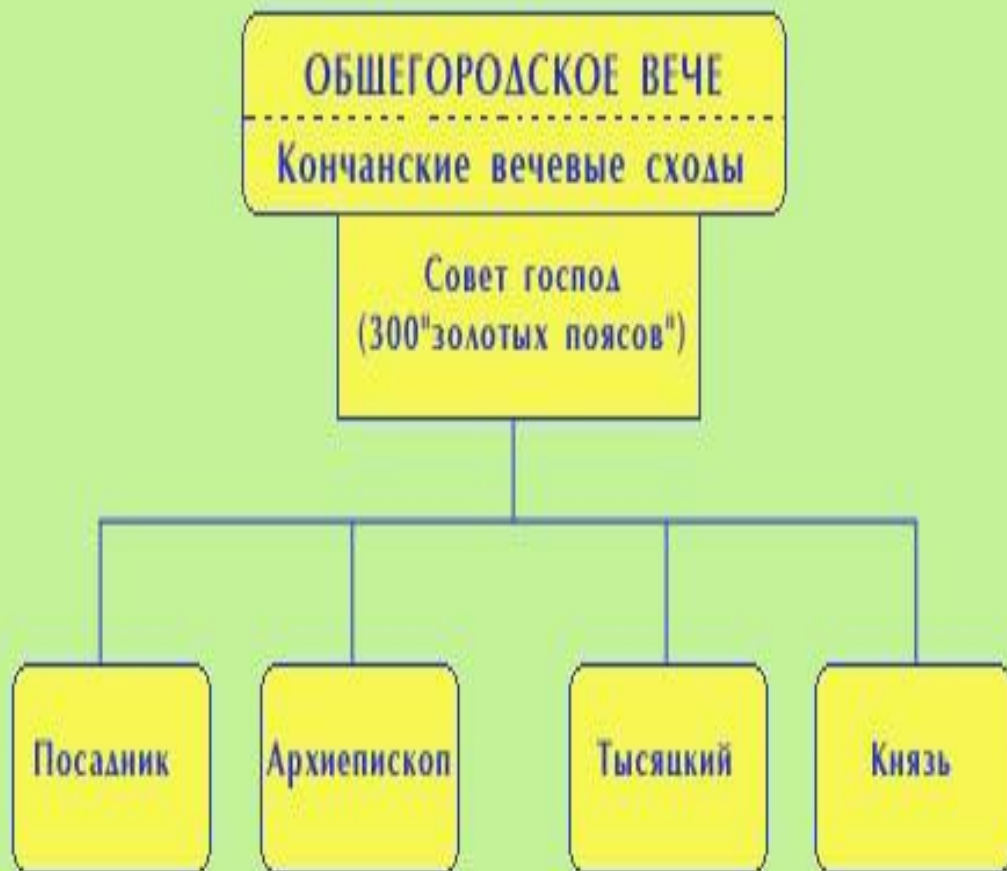 ОБЩЕГОРОДСКОЕ ВЕЧЕ
Кончанские вечевые сходы
Совет господ
(300"золотых поясов")
Посадник
Архиепископ
Тысяцкий
Князь